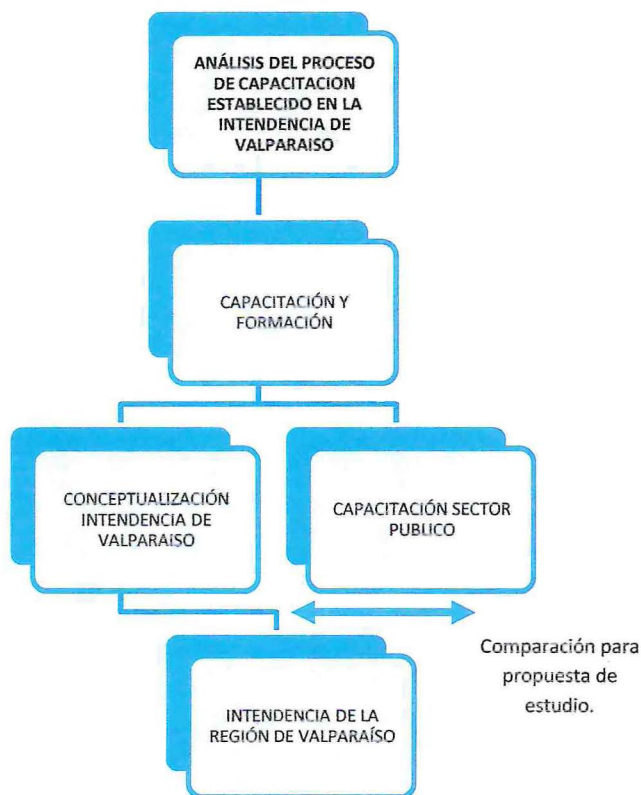 ANÁLISIS DEL PROCESO
DE CAPACITACION
ESTABLECIDO EN LA
INTENDENCIA DE
VALPARAISO
CAPACITACIÓN Y
FORMACIÓN
CONCEPTUALIZACIÓN
INTENDENCIA DE
VALPARAISO
CAPACITACIÓN SECTOR
PUBLICO
Comparación para
propuesta de
estudio.
INTENDENCIA DE LA
REGIÓN DE VALPARAÍSO